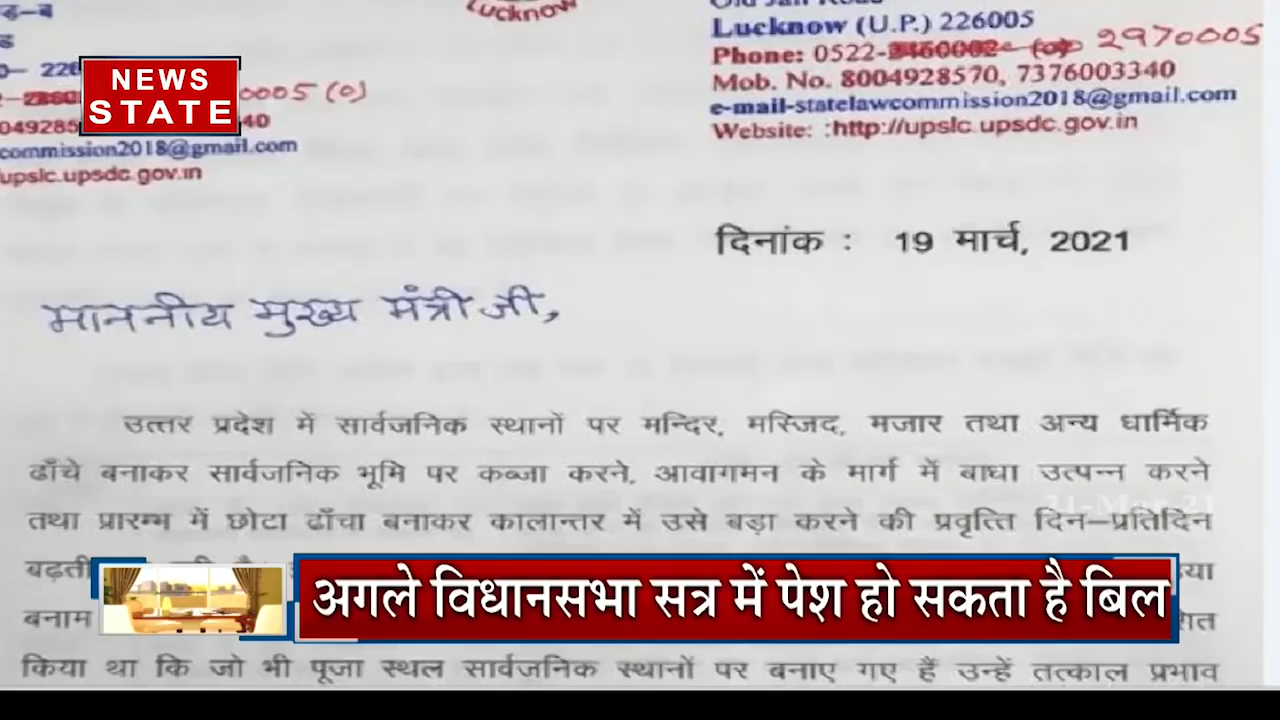 Lucknow
Lucknow (U.P.) 226005
Phone: 0522-2460002 (O) 2970005
Mob. No. 8004928570, 7376003340
e-mail-statelawcommission2018@gmail.com
Website: :http://upslc.upsdc.gov.in
NEWS
STATE
0005 (O)
commission2018@gmail.com
upslc.upsdc.gov.in
दिनांक : 19 मार्च, 2021
माननीय मुख्य मंत्री जी,
उत्तर प्रदेश में सार्वजनिक स्थानों पर मन्दिर, मस्जिद, मजार तथा अन्य धार्मिक
ढाँचे बनाकर सार्वजनिक भूमि पर कब्जा करने, आवागमन के मार्ग में बाधा उत्पन्न करने
तथा प्रारम्भ में छोटा ढाँचा बनाकर कालान्तर में उसे बड़ा करने की प्रवृत्ति दिन–प्रतिदिन
बढ़ती
अगले विधानसभा सत्र में पेश हो सकता है बिल
बनाम
किया था कि जो भी पूजा स्थल सार्वजनिक स्थानों पर बनाए गए हैं उन्हें तत्काल प्रभाव